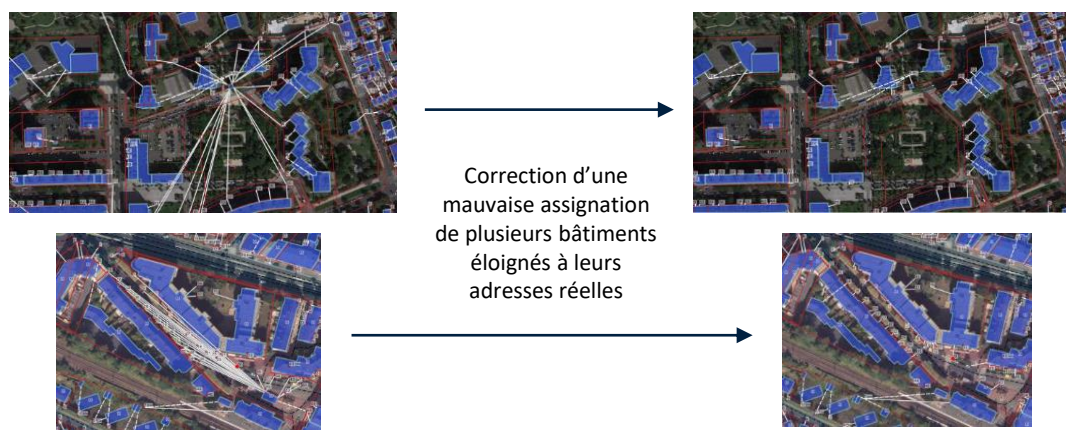 Correction d’une
mauvaise assignation
de plusieurs bâtiments
éloignés à leurs
adresses réelles